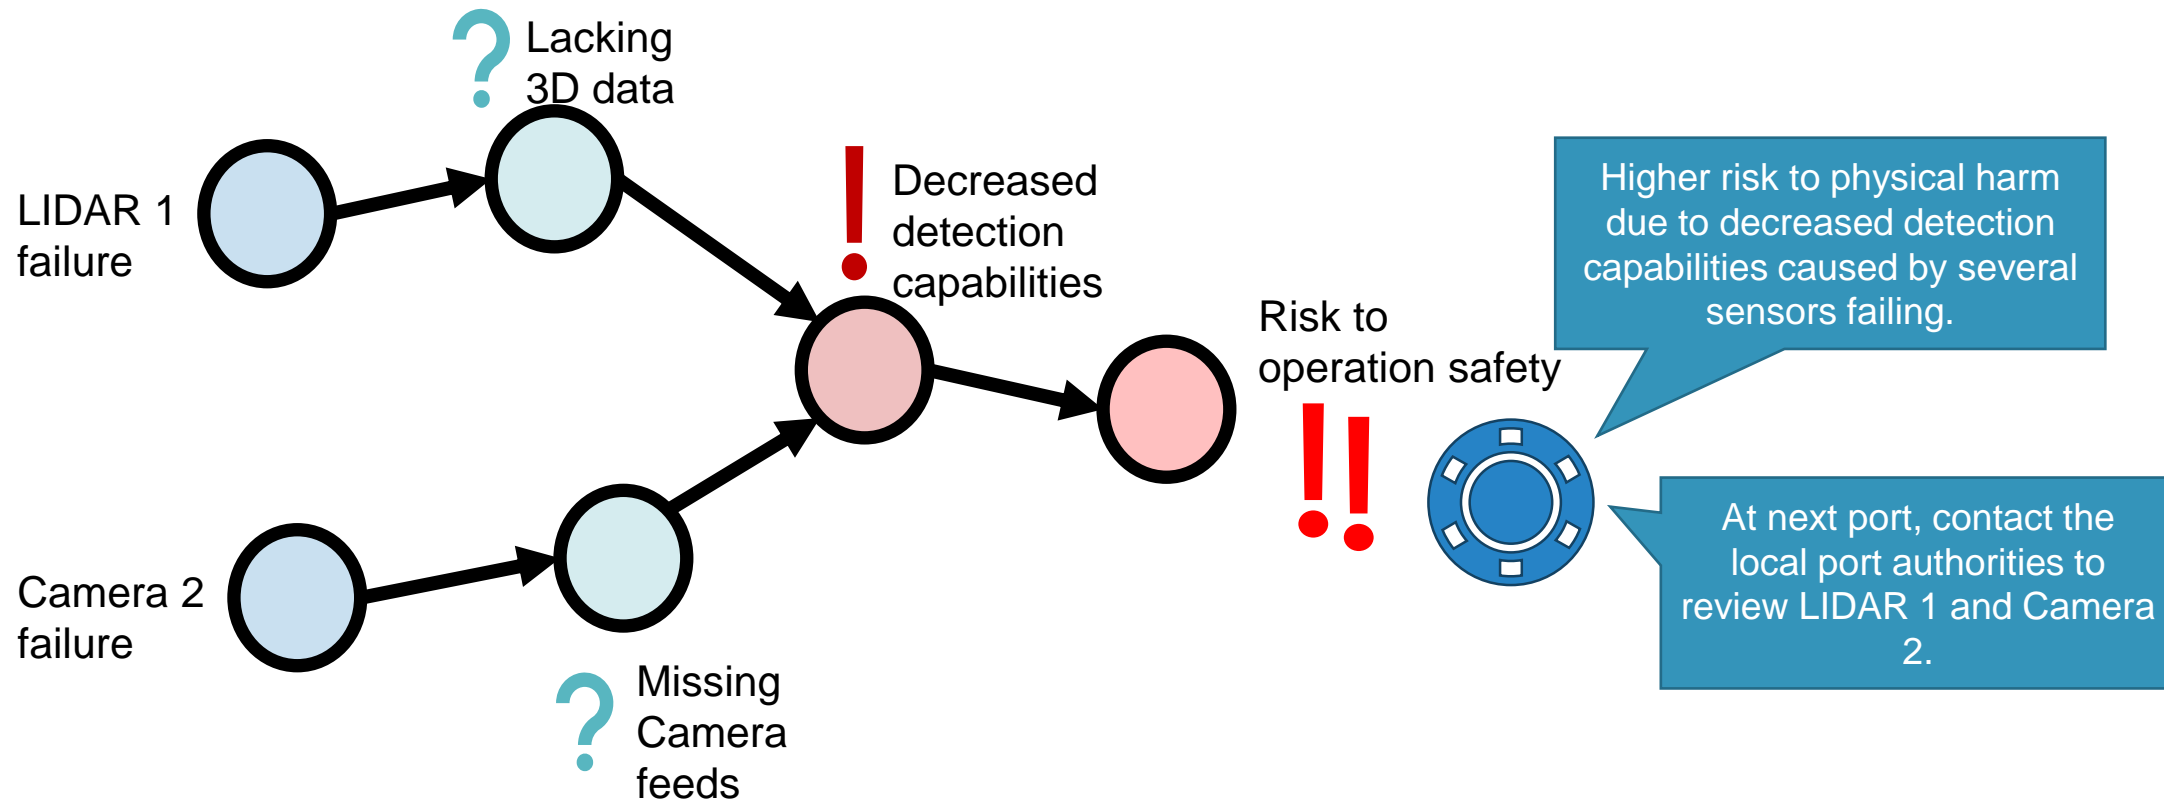 Lacking
3D data
LIDAR 1
failure
Decreased
detection
capabilities
Risk to
operation safety
Higher risk to physical harm
due to decreased detection
capabilities caused by several
sensors failing.
At next port, contact the
local port authorities to
review LIDAR 1 and Camera
2.
Camera 2
failure
Missing
Camera
feeds